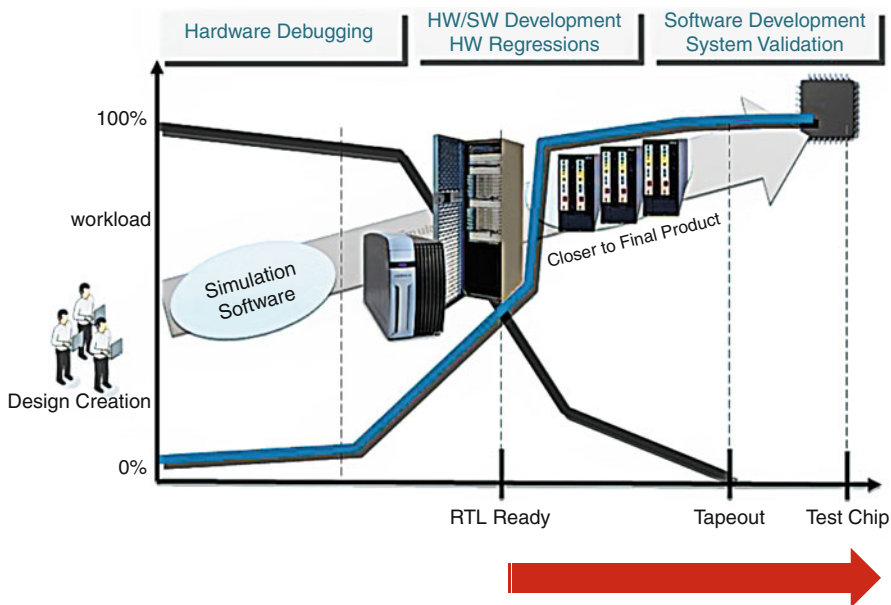 Hardware Debugging
HW/SW Development
HW Regressions
Software Development
System Validation
100%
workload
Simulation
Software
Closer to Final Product
Design Creation
0%
RTL Ready
Tapeout
Test Chip